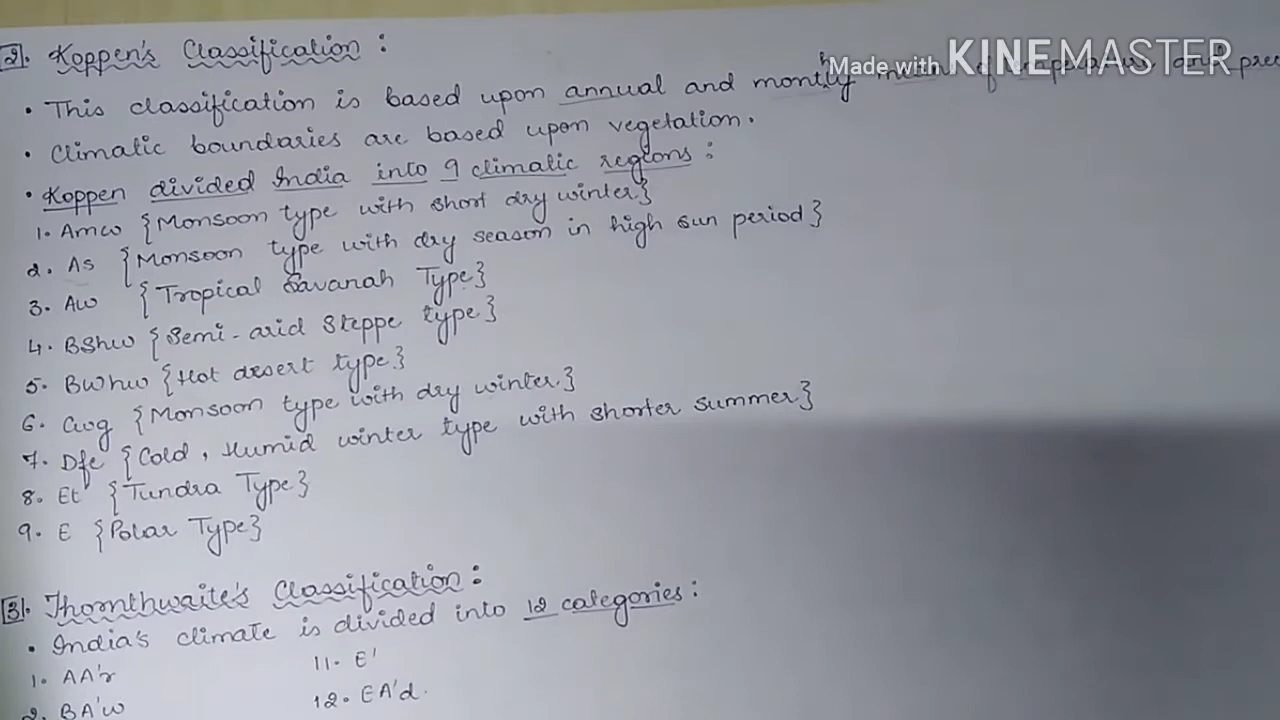 Made with KINEMASTER
2. Koppen's Classification :
• This classification is based upon annual and montly mean of temperature and prec
• Climatic boundaries are based upon vegetation.
• Koppen divided India into 9 climatic regions :
1. Amw {Monsoon type with short dry winter}
2. As {Monsoon type with dry season in high sun period}
3. Aw {Tropical Savanah Type}
4. BShw {Semi-arid Steppe type}
5. BWhw {Hot desert type}
6. Cwg {Monsoon type with dry winter.}
7. Dfc {Cold, Humid winter type with shorter summer}
8. Et {Tundra Type}
9. E {Polar Type}
3. Thornthwaite's Classification :
• India's climate is divided into 12 categories :
1. AA'r
11. E'
2. BA'w
12. EA'd.